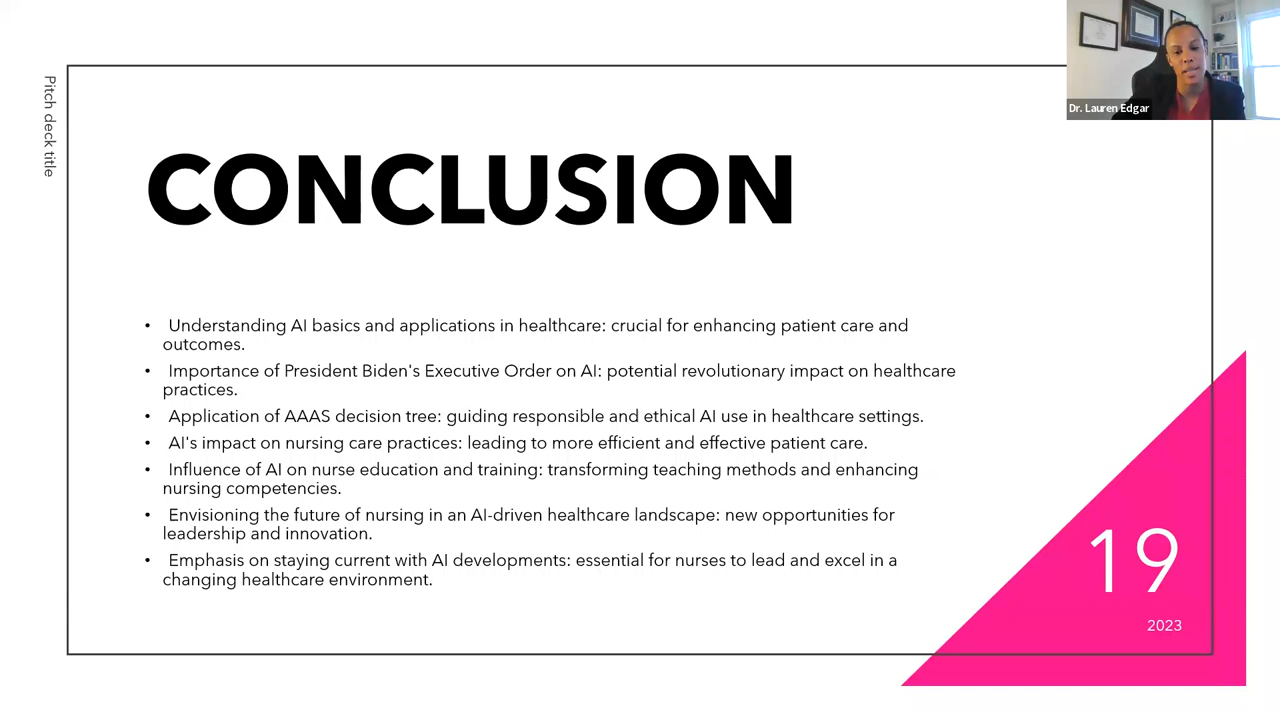 Pitch deck title
Dr. Lauren Edgar
CONCLUSION
• Understanding AI basics and applications in healthcare: crucial for enhancing patient care and
outcomes.
• Importance of President Biden's Executive Order on AI: potential revolutionary impact on healthcare
practices.
• Application of AAAS decision tree: guiding responsible and ethical AI use in healthcare settings.
• AI's impact on nursing care practices: leading to more efficient and effective patient care.
• Influence of AI on nurse education and training: transforming teaching methods and enhancing
nursing competencies.
• Envisioning the future of nursing in an AI-driven healthcare landscape: new opportunities for
leadership and innovation.
• Emphasis on staying current with AI developments: essential for nurses to lead and excel in a
changing healthcare environment.
19
2023